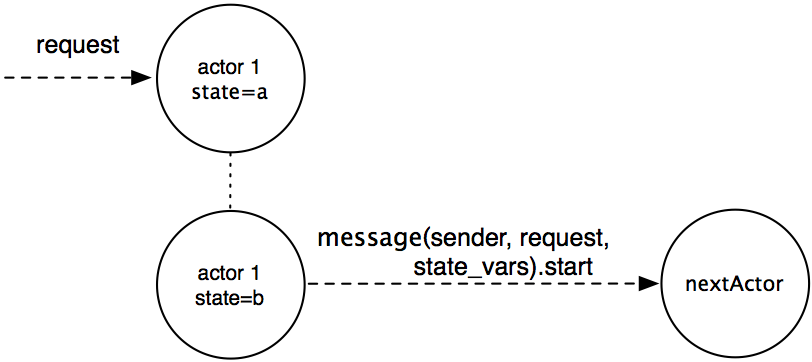 request
actor 1
state=a
message(sender, request,
state_vars).start
actor 1
state=b
nextActor